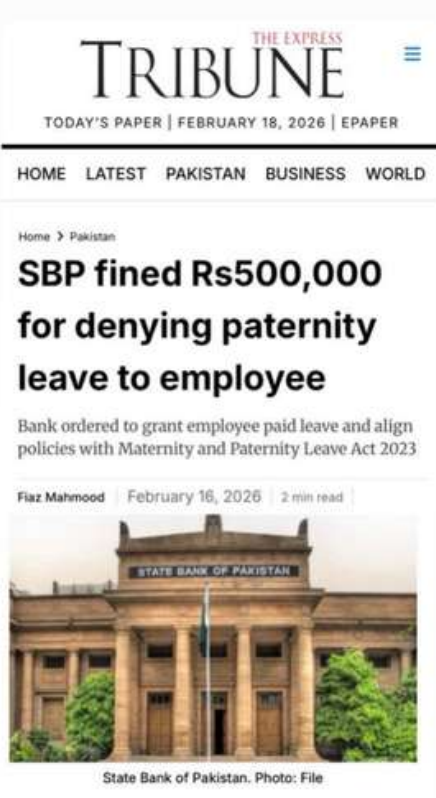 THE EXPRESS
TRIBUNE
TODAY'S PAPER | FEBRUARY 18, 2026 | EPAPER
HOME LATEST PAKISTAN BUSINESS WORLD
Home > Pakistan
SBP fined Rs500,000
for denying paternity
leave to employee
Bank ordered to grant employee paid leave and align
policies with Maternity and Paternity Leave Act 2023
Fiaz Mahmood | February 16, 2026 | 2 min read
STATE BANK OF PAKISTAN
State Bank of Pakistan. Photo: File